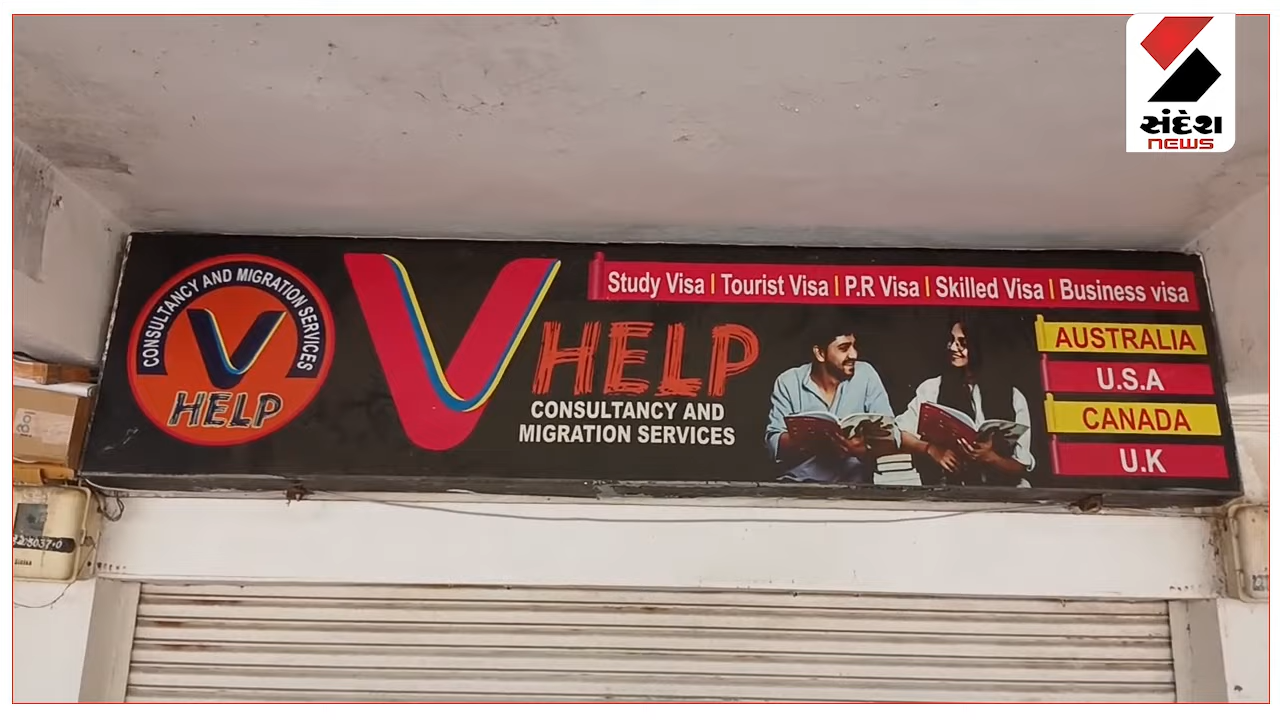 સંદેશ
NEWS
CONSULTANCY AND MIGRATION SERVICES
V
HELP
V
HELP
CONSULTANCY AND
MIGRATION SERVICES
Study Visa | Tourist Visa | P.R Visa | Skilled Visa | Business visa
AUSTRALIA
U.S.A
CANADA
U.K